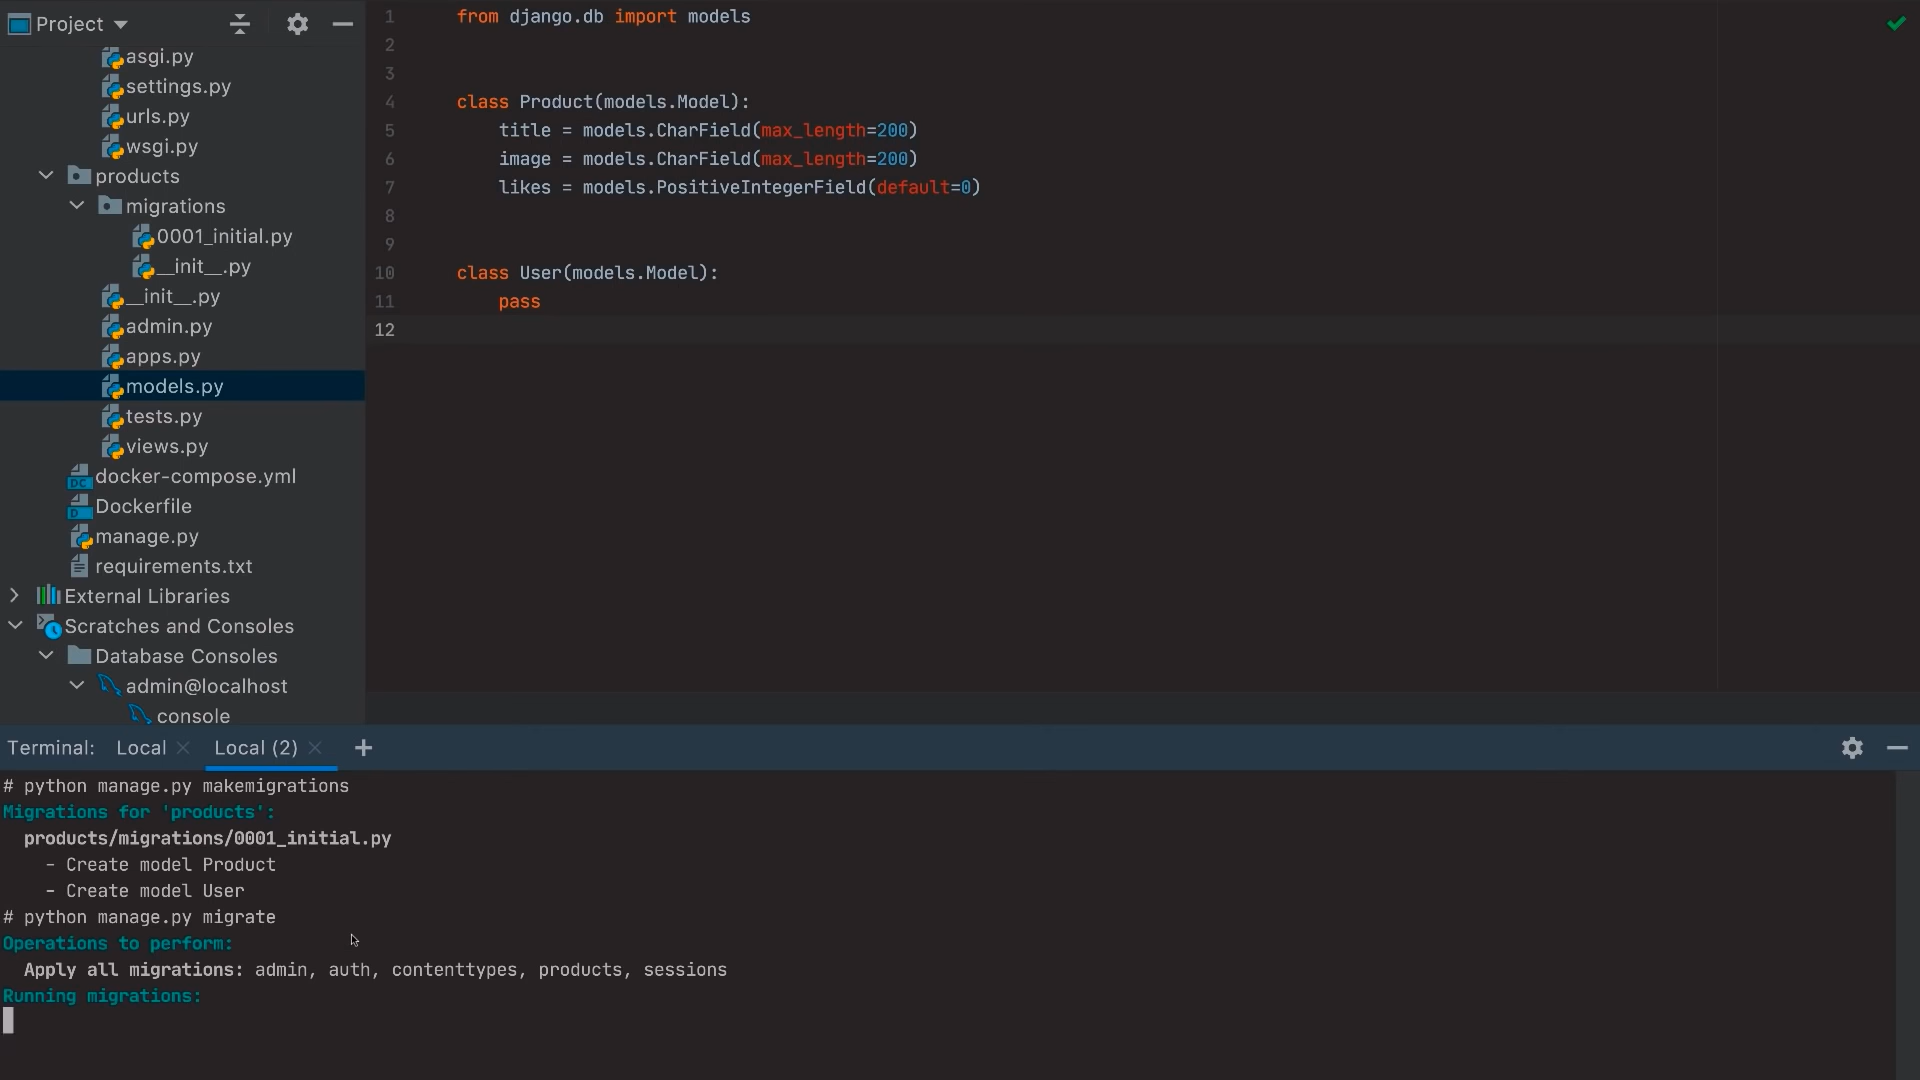 Project
asgi.py
settings.py
urls.py
wsgi.py
products
migrations
0001_initial.py
__init__.py
__init__.py
admin.py
apps.py
models.py
tests.py
views.py
DC docker-compose.yml
D Dockerfile
manage.py
requirements.txt
External Libraries
Scratches and Consoles
Database Consoles
admin@localhost
console
1 from django.db import models
2
3
4 class Product(models.Model):
5 title = models.CharField(max_length=200)
6 image = models.CharField(max_length=200)
7 likes = models.PositiveIntegerField(default=0)
8
9
10 class User(models.Model):
11 pass
12
Terminal: Local Local (2)
# python manage.py makemigrations
Migrations for 'products':
products/migrations/0001_initial.py
- Create model Product
- Create model User
# python manage.py migrate
Operations to perform:
Apply all migrations: admin, auth, contenttypes, products, sessions
Running migrations: